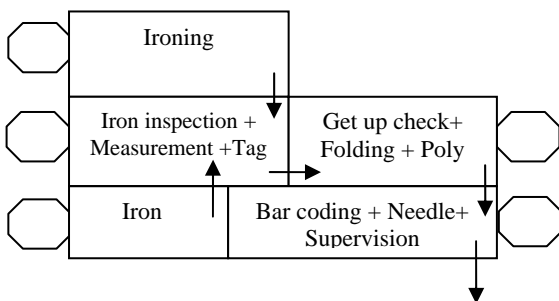 Ironing
Iron inspection +
Measurement +Tag
Get up check+
Folding + Poly
Iron
Bar coding + Needle+
Supervision